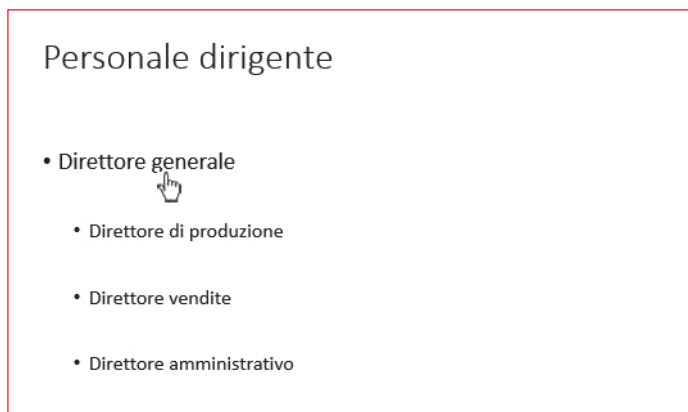 Personale dirigente
• Direttore generale
• Direttore di produzione
• Direttore vendite
• Direttore amministrativo